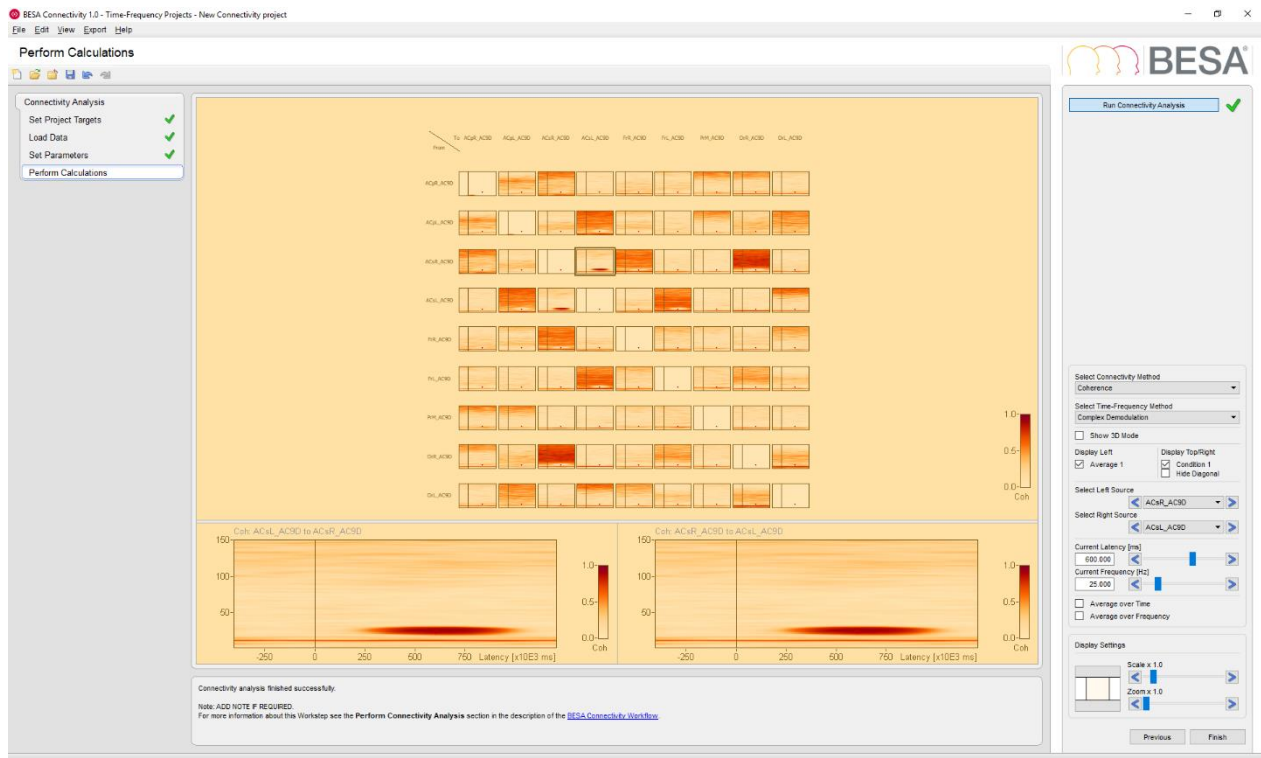 BESA Connectivity 1.0 - Time-Frequency Projects - New Connectivity project
File Edit View Export Help
Perform Calculations
BESA
Connectivity Analysis
Set Project Targets
Load Data
Set Parameters
Perform Calculations
To
From
1.0
0.5
0.0
Coh
Coh: ACsL_AC9D to ACsR_AC9D
150
100
50
-250 0 250 500 750 Latency [x10E3 ms]
1.0
0.5
0.0
Coh
Coh: ACsR_AC9D to ACsL_AC9D
150
100
50
-250 0 250 500 750 Latency [x10E3 ms]
1.0
0.5
0.0
Coh
Connectivity analysis finished successfully.
Note: ADD NOTE IF REQUIRED.
For more information about this Workstep see the Perform Connectivity Analysis section in the description of the BESA Connectivity Workflow.
Run Connectivity Analysis
Select Connectivity Method
Coherence
Select Time-Frequency Method
Complex Demodulation
Show 3D Mode
Display Left Display Top/Right
Average 1 Condition 1
Hide Diagonal
Select Left Source
ACsR_AC9D
Select Right Source
ACsL_AC9D
Current Latency [ms]
600.000
Current Frequency [Hz]
25.000
Average over Time
Average over Frequency
Display Settings
Scale x 1.0
Zoom x 1.0
Previous Finish